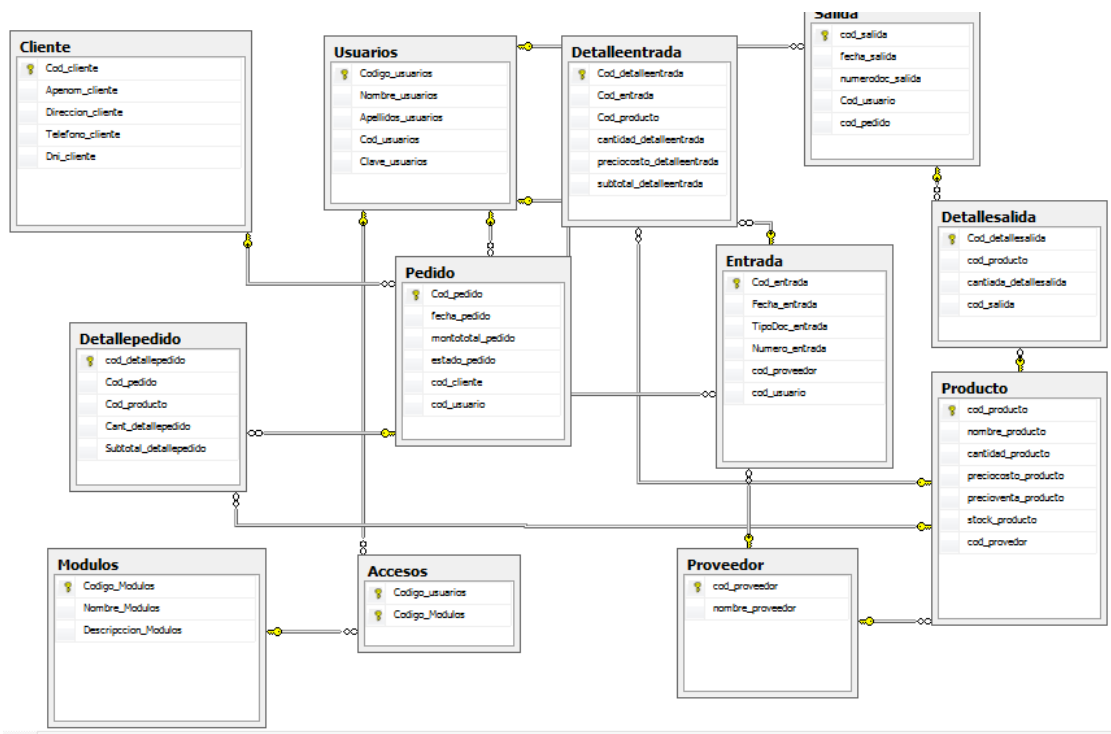 Cliente
Cod_cliente
Apenom_cliente
Direccion_cliente
Telefono_cliente
Dni_cliente
Usuarios
Codigo_usuarios
Nombre_usuarios
Apellidos_usuarios
Cod_usuarios
Clave_usuarios
Detalleentrada
Cod_detalleentrada
Cod_entrada
Cod_producto
cantidad_detalleentrada
preciocosto_detalleentrada
subtotal_detalleentrada
Salida
cod_salida
fecha_salida
numerodoc_salida
Cod_usuario
cod_pedido
Detallesalida
Cod_detallesalida
cod_producto
cantiada_detallesalida
cod_salida
Pedido
Cod_pedido
fecha_pedido
montototal_pedido
estado_pedido
cod_cliente
cod_usuario
Entrada
Cod_entrada
Fecha_entrada
TipoDoc_entrada
Numero_entrada
cod_proveedor
cod_usuario
Detallepedido
cod_detallepedido
Cod_pedido
Cod_producto
Cant_detallepedido
Subtotal_detallepedido
Producto
cod_producto
nombre_producto
cantidad_producto
preciocosto_producto
precioventa_producto
stock_producto
cod_provedor
Modulos
Codigo_Modulos
Nombre_Modulos
Descripccion_Modulos
Accesos
Codigo_usuarios
Codigo_Modulos
Proveedor
cod_proveedor
nombre_proveedor